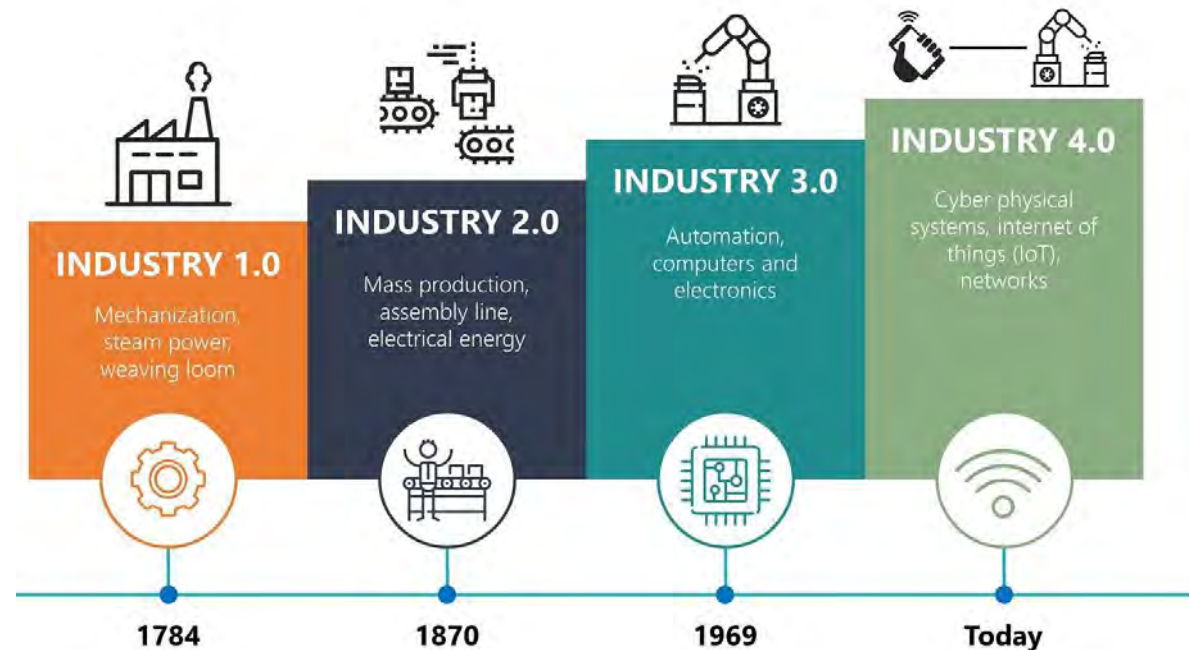 INDUSTRY 1.0
Mechanization,
steam power,
weaving loom
1784
INDUSTRY 2.0
Mass production,
assembly line,
electrical energy
1870
INDUSTRY 3.0
Automation,
computers and
electronics
1969
INDUSTRY 4.0
Cyber physical
systems, internet of
things (IoT),
networks
Today